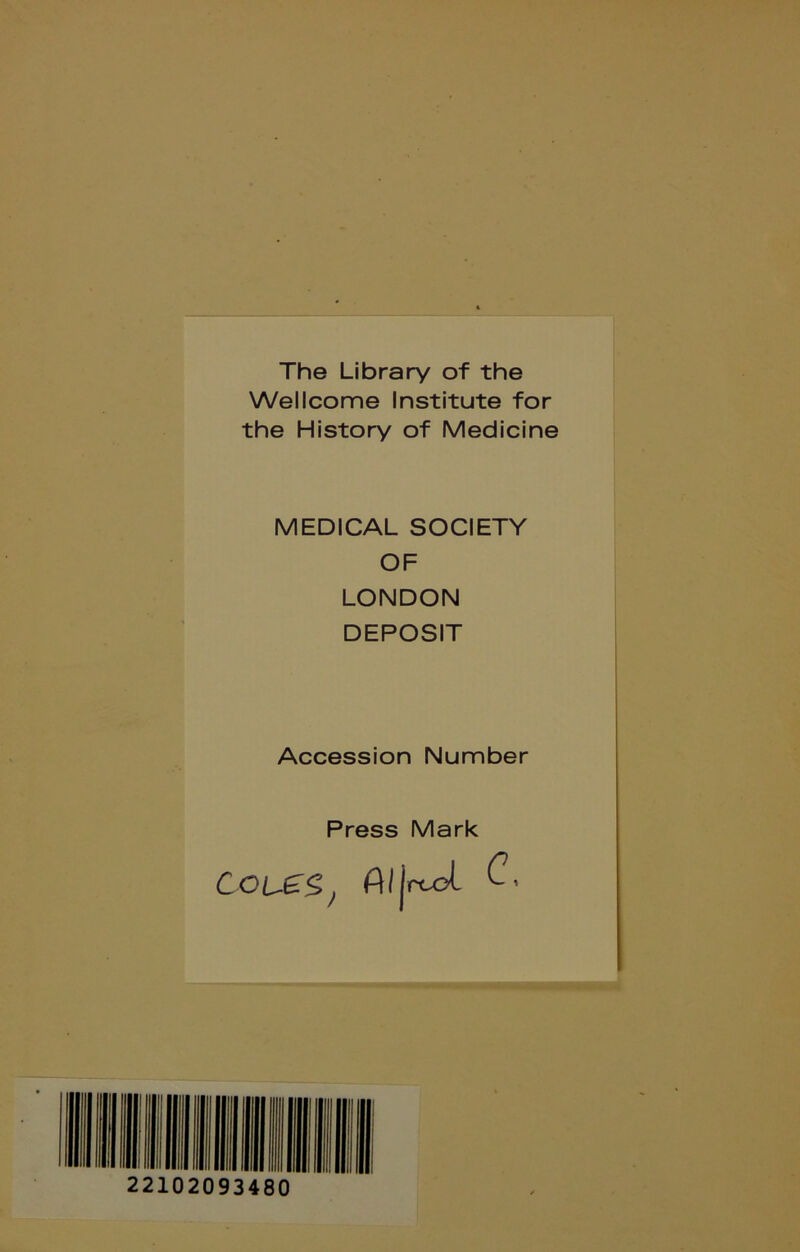 The Library of the
Wellcome Institute for
the History of Medicine
MEDICAL SOCIETY
OF
LONDON
DEPOSIT
Accession Number
Press Mark
COLES, Alfred C.
22102093480